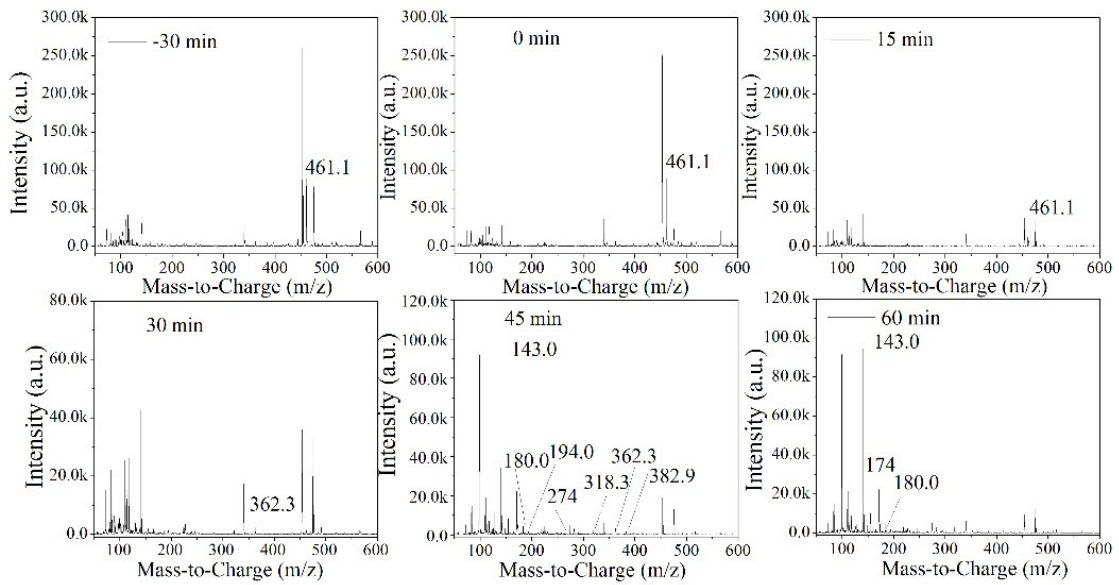 -30 min
300.0k
250.0k
200.0k
150.0k
100.0k
50.0k
0.0
461.1
Intensity (a.u.)
100 200 300 400 500 600
Mass-to-Charge (m/z)
0 min
300.0k
250.0k
200.0k
150.0k
100.0k
50.0k
0.0
461.1
Intensity (a.u.)
100 200 300 400 500 600
Mass-to-Charge (m/z)
15 min
300.0k
250.0k
200.0k
150.0k
100.0k
50.0k
0.0
461.1
Intensity (a.u.)
100 200 300 400 500 600
Mass-to-Charge (m/z)
30 min
80.0k
60.0k
40.0k
20.0k
0.0
362.3
Intensity (a.u.)
100 200 300 400 500 600
Mass-to-Charge (m/z)
45 min
120.0k
100.0k
80.0k
60.0k
40.0k
20.0k
0.0
143.0
180.0
194.0
274
318.3
362.3
382.9
Intensity (a.u.)
100 200 300 400 500 600
Mass-to-Charge (m/z)
60 min
120.0k
100.0k
80.0k
60.0k
40.0k
20.0k
0.0
143.0
174
180.0
Intensity (a.u.)
100 200 300 400 500 600
Mass-to-Charge (m/z)